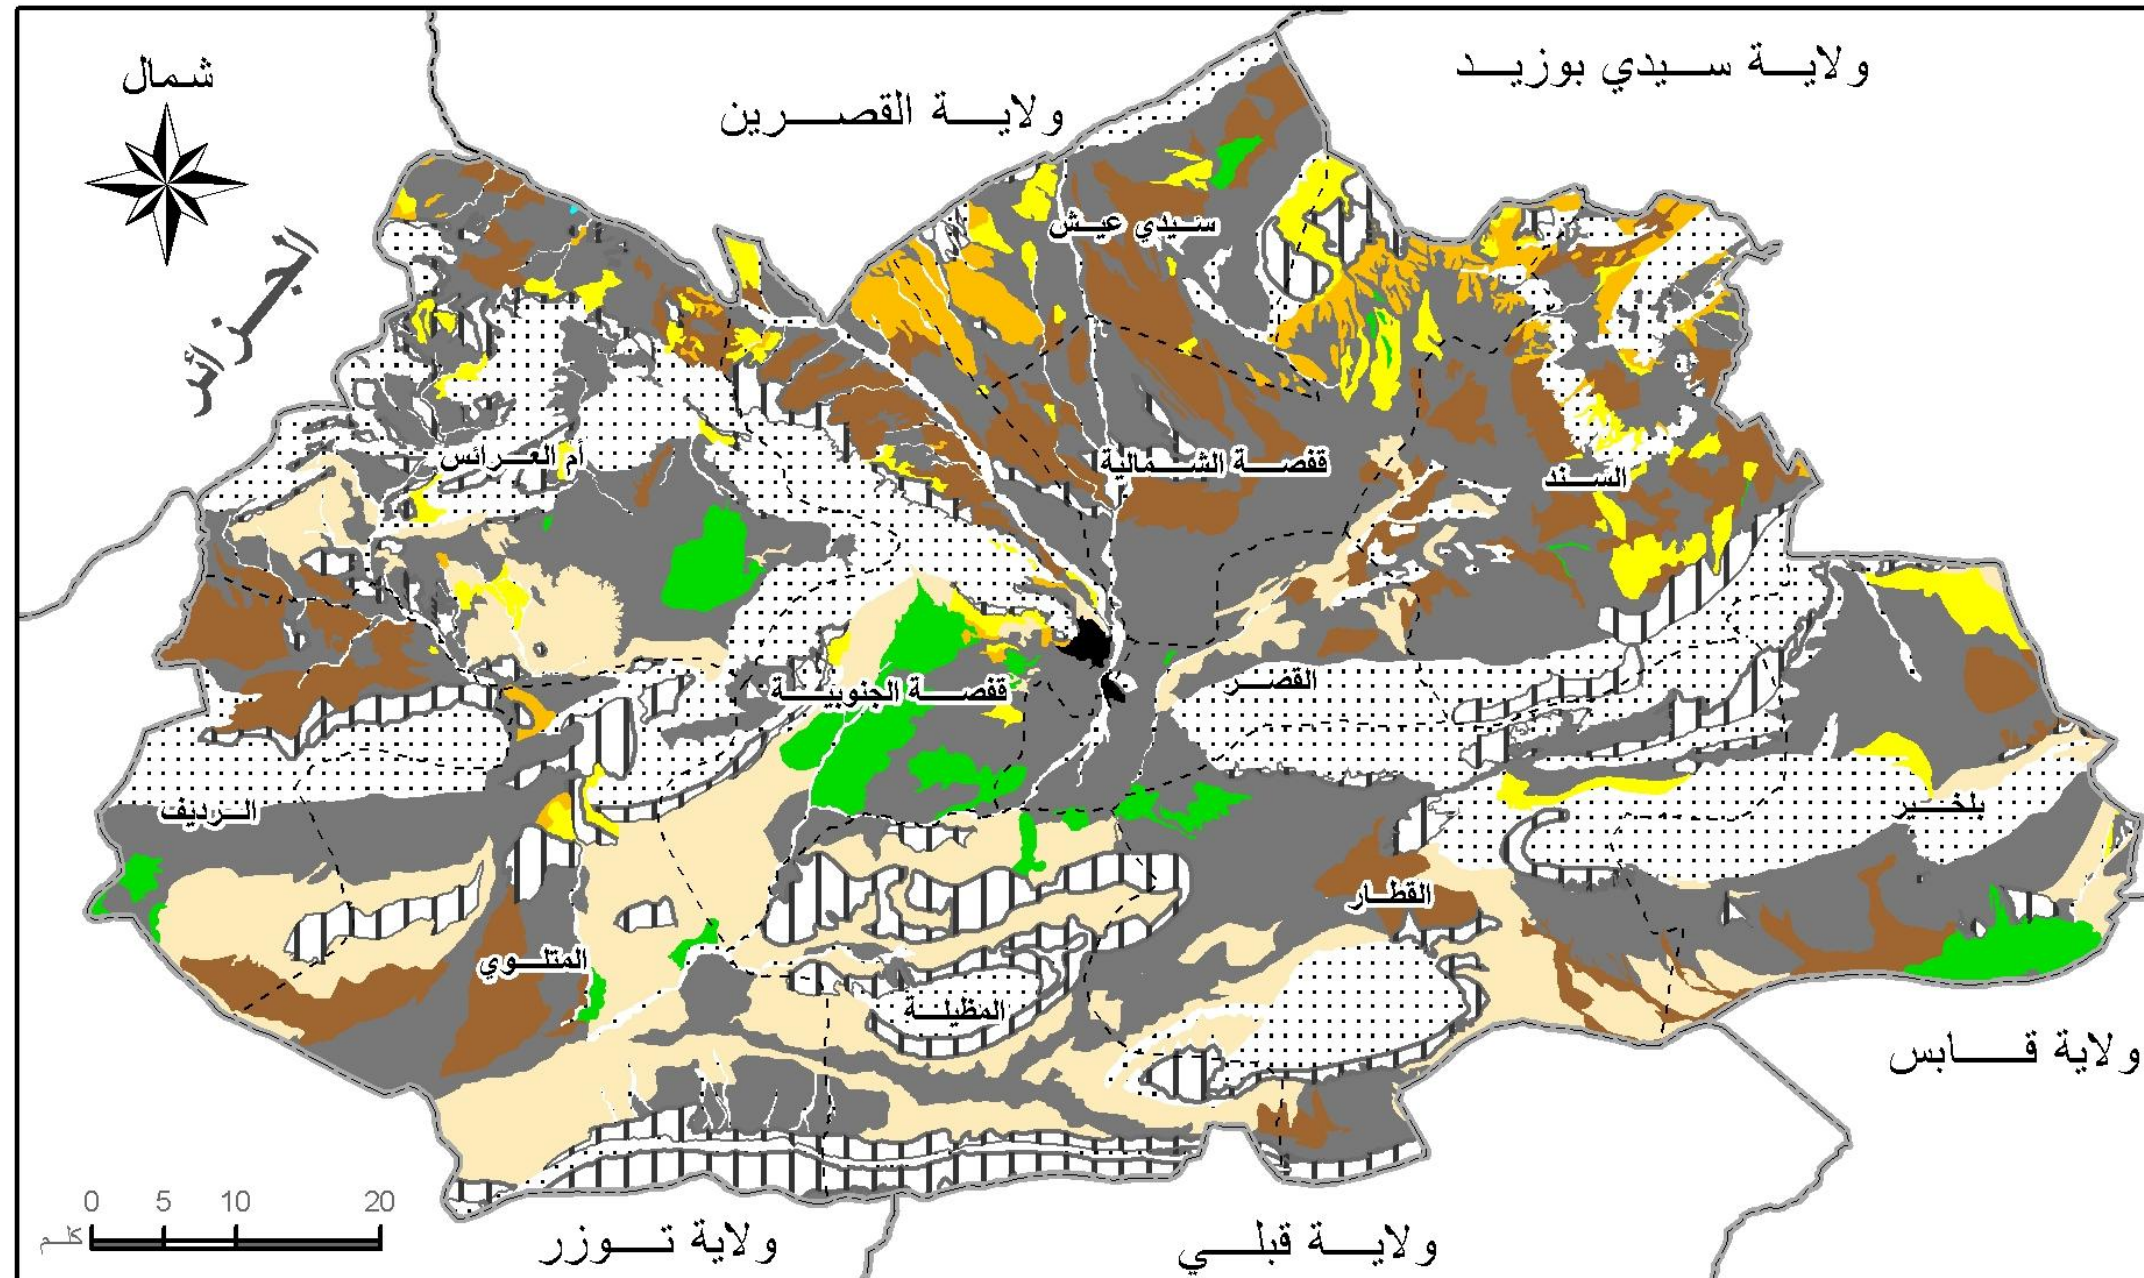 شمال
ولاية القصرين
ولاية سيدي بوزيد
الجزائر
سيدي عيش
أم العرائس
قفصة الشمالية
السند
قفصة الجنوبية
القصر
الرديف
بلخير
القطار
المتلوي
المظيلة
ولاية قابس
0 5 10 20
كلم
ولاية توزر
ولاية قبلي